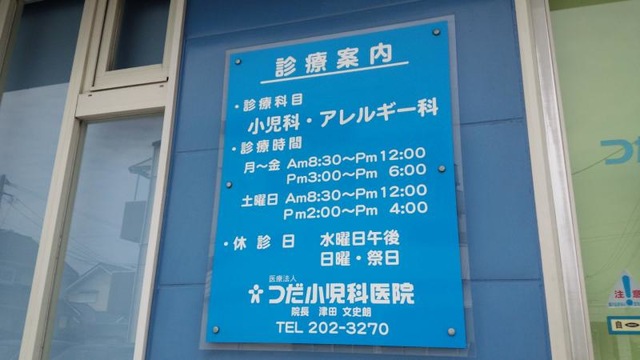 診療案内
・診療科目
小児科・アレルギー科
・診療時間
月～金 Am8:30～Pm12:00
Pm3:00～Pm 6:00
土曜日 Am8:30～Pm12:00
Pm2:00～Pm 4:00
・休診日 水曜日午後
日曜・祭日
医療法人
つだ小児科医院
院長 津田 文史朗
TEL 202-3270
つだ
注意